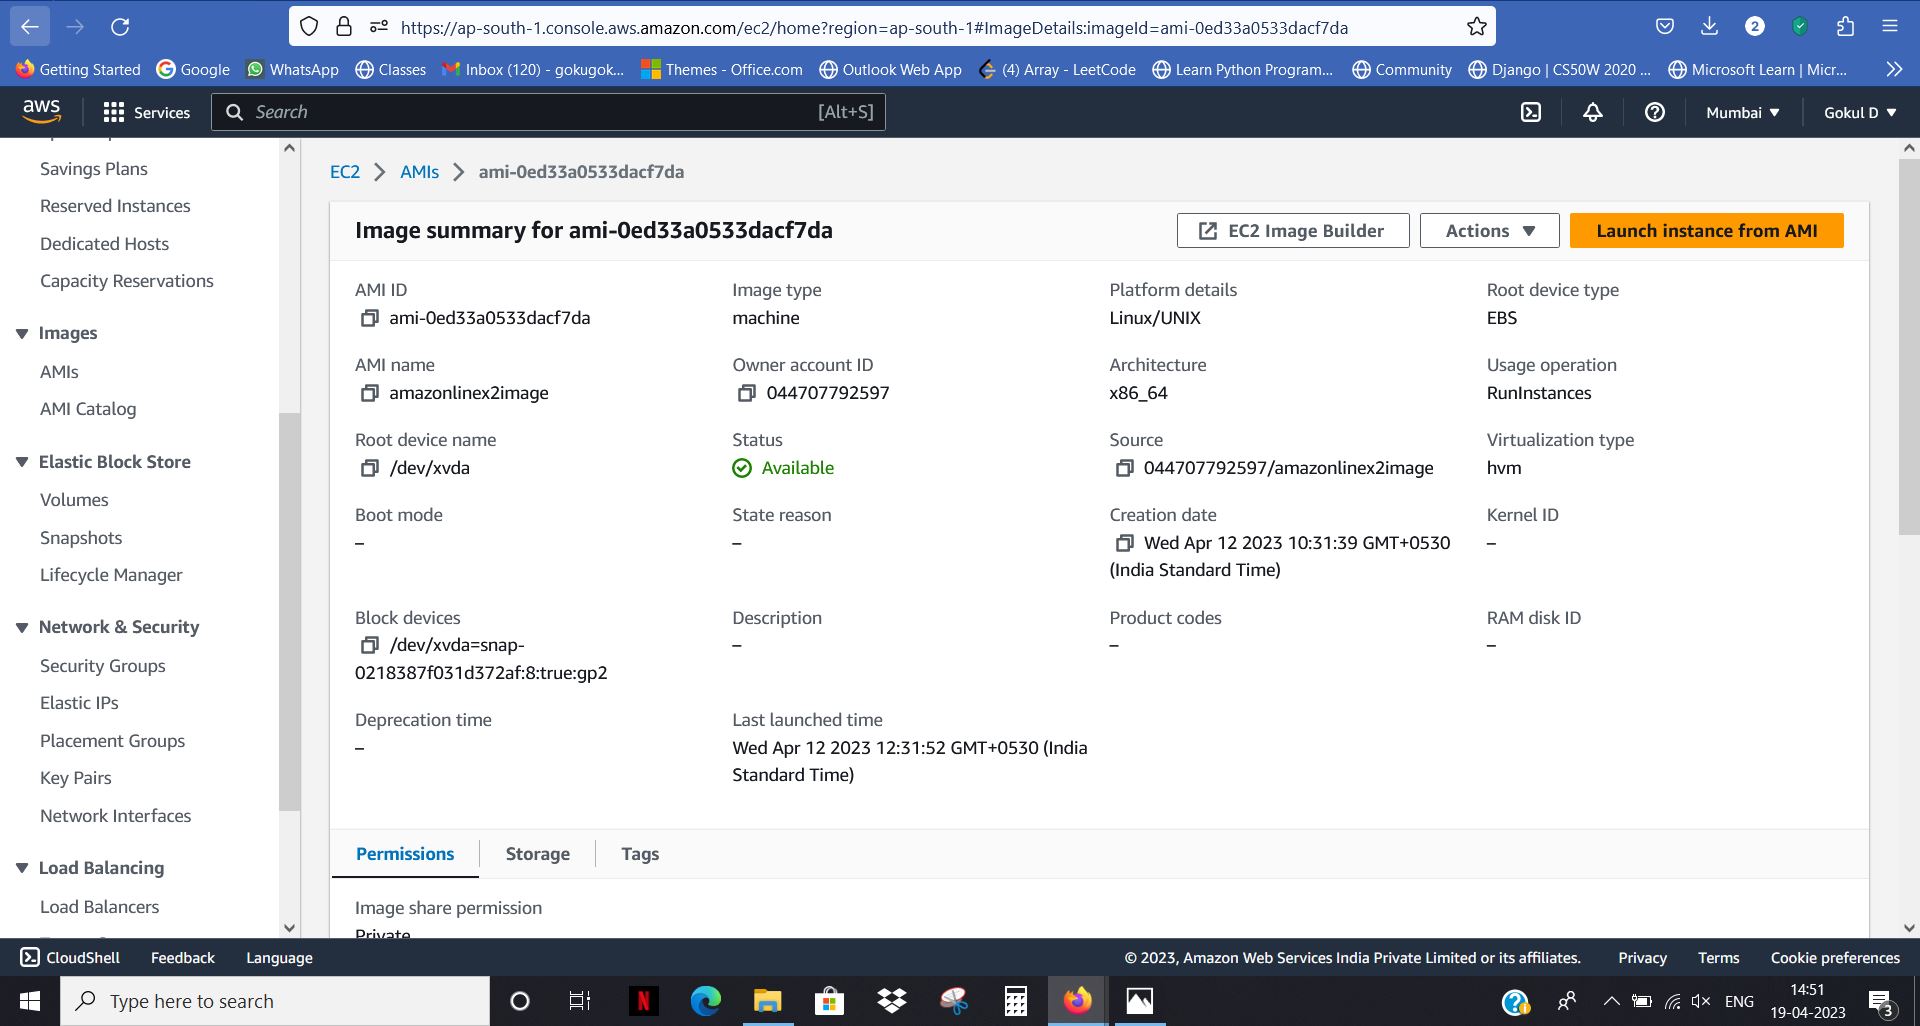 https://ap-south-1.console.aws.amazon.com/ec2/home?region=ap-south-1#ImageDetails:imageId=ami-0ed33a0533dacf7da
2
Getting Started Google WhatsApp Classes Inbox (120) - gokugok... Themes - Office.com Outlook Web App (4) Array - LeetCode Learn Python Program... Community Django | CS50W 2020 ... Microsoft Learn | Micr...
aws Services Search [Alt+S] Mumbai Gokul D
Savings Plans
Reserved Instances
Dedicated Hosts
Capacity Reservations
Images
AMIs
AMI Catalog
Elastic Block Store
Volumes
Snapshots
Lifecycle Manager
Network & Security
Security Groups
Elastic IPs
Placement Groups
Key Pairs
Network Interfaces
Load Balancing
Load Balancers
EC2 AMIs ami-0ed33a0533dacf7da
Image summary for ami-0ed33a0533dacf7da EC2 Image Builder Actions Launch instance from AMI
AMI ID
ami-0ed33a0533dacf7da
Image type
machine
Platform details
Linux/UNIX
Root device type
EBS
AMI name
amazonlinex2image
Owner account ID
044707792597
Architecture
x86_64
Usage operation
RunInstances
Root device name
/dev/xvda
Status
Available
Source
044707792597/amazonlinex2image
Virtualization type
hvm
Boot mode
–
State reason
–
Creation date
Wed Apr 12 2023 10:31:39 GMT+0530
(India Standard Time)
Kernel ID
–
Block devices
/dev/xvda=snap-
0218387f031d372af:8:true:gp2
Description
–
Product codes
–
RAM disk ID
–
Deprecation time
–
Last launched time
Wed Apr 12 2023 12:31:52 GMT+0530 (India
Standard Time)
Permissions Storage Tags
Image share permission
Private
CloudShell Feedback Language © 2023, Amazon Web Services India Private Limited or its affiliates. Privacy Terms Cookie preferences
Type here to search
ENG
14:51
19-04-2023
3